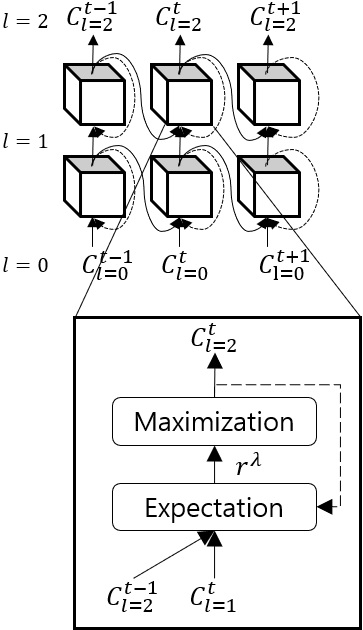 l = 2 C_{l=2}^{t-1} C_{l=2}^{t} C_{l=2}^{t+1}
l = 1
l = 0 C_{l=0}^{t-1} C_{l=0}^{t} C_{l=0}^{t+1}
C_{l=2}^{t}
Maximization
r^λ
Expectation
C_{l=2}^{t-1} C_{l=1}^{t}